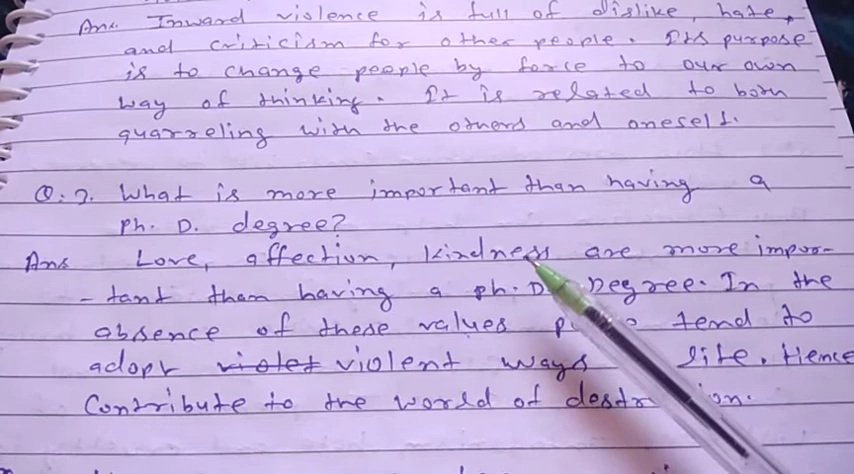 Ans. Inward violence is full of dislike, hate,
and criticism for other people. Its purpose
is to change people by force to our own
way of thinking. It is related to both
quarreling with the others and oneself.
Q.2. What is more important than having a
ph. D. degree?
Ans Love, affection, kindness are more impor-
-tant than having a ph. D. Degree. In the
absence of these values tend to
adopt violet violent ways life. Hence
Contribute to the world of